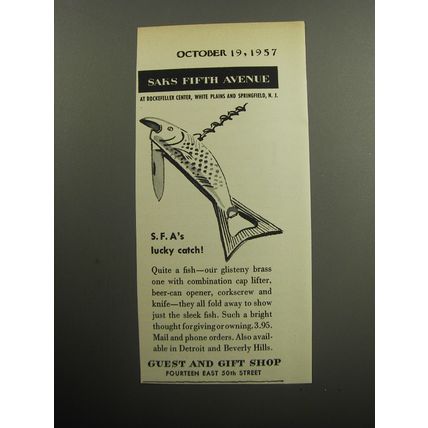 OCTOBER 19, 1957
SAKS FIFTH AVENUE
AT ROCKEFELLER CENTER, WHITE PLAINS AND SPRINGFIELD, N. J.
S. F. A's
lucky catch!
Quite a fish—our glisteny brass
one with combination cap lifter,
beer-can opener, corkscrew and
knife—they all fold away to show
just the sleek fish. Such a bright
thought for giving or owning. 3.95.
Mail and phone orders. Also avail-
able in Detroit and Beverly Hills.
GUEST AND GIFT SHOP
FOURTEEN EAST 50th STREET